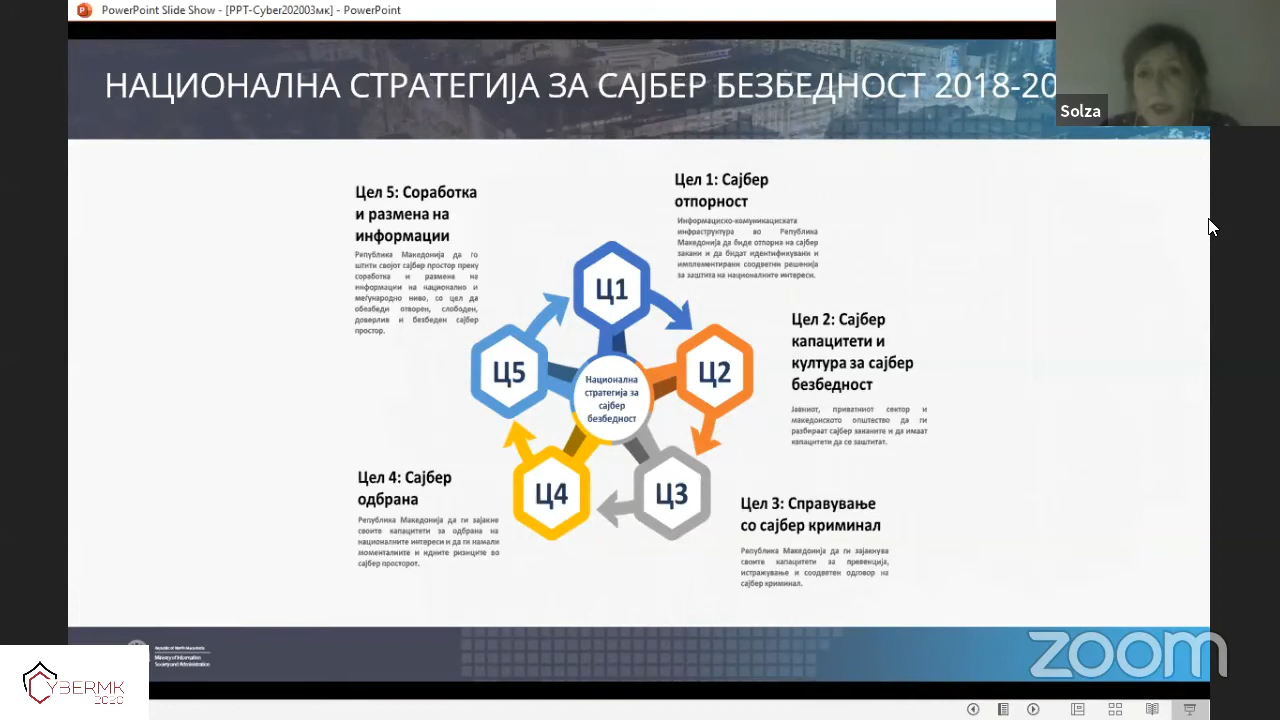 PowerPoint Slide Show - [PPT-Cyber202003мк] - PowerPoint
НАЦИОНАЛНА СТРАТЕГИЈА ЗА САЈБЕР БЕЗБЕДНОСТ 2018-20
Solza
Цел 5: Соработка
и размена на
информации
Република Македонија да го
штити својот сајбер простор преку
соработка и размена на
информации на национално и
меѓународно ниво, со цел да
обезбеди отворен, слободен,
доверлив и безбеден сајбер
простор.
Цел 1: Сајбер
отпорност
Информациско-комуникациската
инфраструктура во Република
Македонија да биде отпорна на сајбер
закани и да бидат идентификувани и
имплементирани соодветни решенија
за заштита на националните интереси.
Цел 2: Сајбер
капацитети и
култура за сајбер
безбедност
Јавниот, приватниот сектор и
македонското општество да ги
разбираат сајбер заканите и да имаат
капацитети да се заштитат.
Цел 3: Справување
со сајбер криминал
Република Македонија да ги зајакнува
своите капацитети за превенција,
истражување и соодветен одговор на
сајбер криминал.
Цел 4: Сајбер
одбрана
Република Македонија да ги зајакне
своите капацитети за одбрана на
националните интереси и да ги намали
моменталните и идните ризиците во
сајбер просторот.
Ц1
Ц2
Ц3
Ц4
Ц5
Национална
стратегија за
сајбер
безбедност
Republic of North Macedonia
Ministry of Information
Society and Administration
CYBERMK
2020
zoom